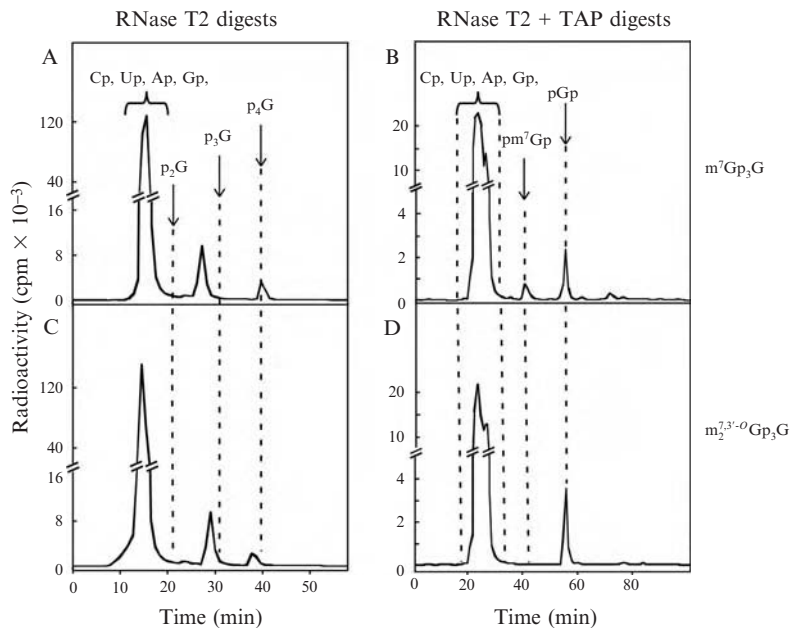 RNase T2 digests
RNase T2 + TAP digests
A
Cp, Up, Ap, Gp,
p₂G
p₃G
p₄G
120
40
16
8
0
B
Cp, Up, Ap, Gp,
pm⁷Gp
pGp
20
10
4
2
0
m⁷Gp₃G
C
120
40
16
8
0
0 10 20 30 40 50
Time (min)
D
20
10
4
2
0
0 20 40 60 80
Time (min)
m₂⁷,³′⁻ᴼGp₃G
Radioactivity (cpm × 10⁻³)